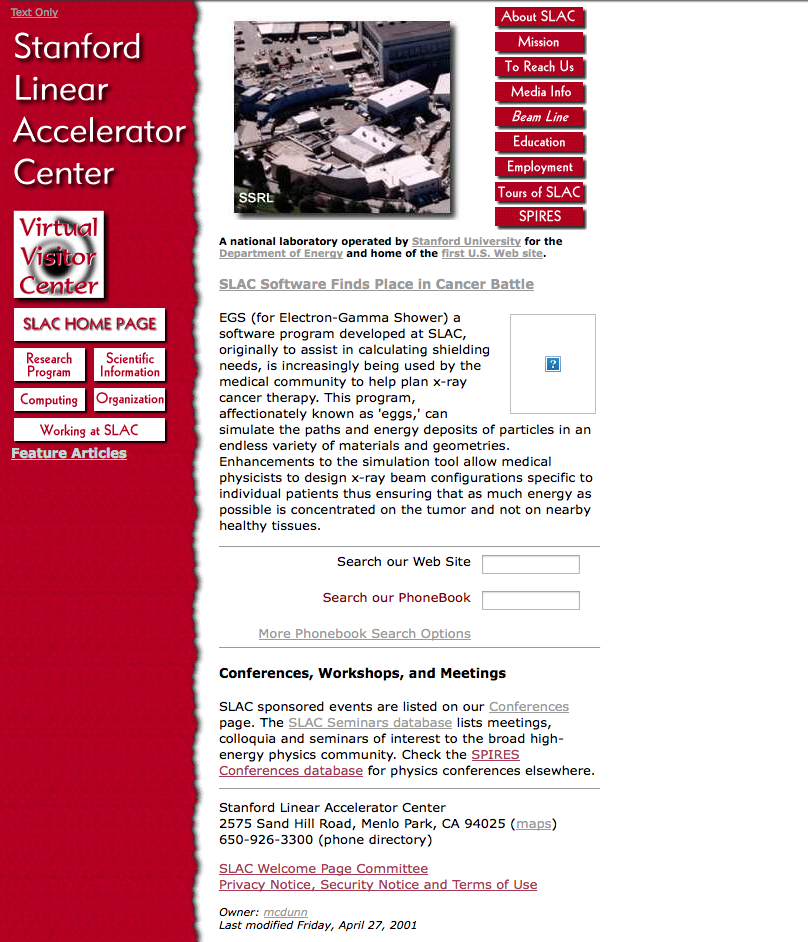 Text Only
Stanford
Linear
Accelerator
Center
Virtual
Visitor
Center
SLAC HOME PAGE
Research
Program
Scientific
Information
Computing
Organization
Working at SLAC
Feature Articles
SSRL
About SLAC
Mission
To Reach Us
Media Info
Beam Line
Education
Employment
Tours of SLAC
SPIRES
A national laboratory operated by Stanford University for the
Department of Energy and home of the first U.S. Web site.
SLAC Software Finds Place in Cancer Battle
EGS (for Electron-Gamma Shower) a
software program developed at SLAC,
originally to assist in calculating shielding
needs, is increasingly being used by the
medical community to help plan x-ray
cancer therapy. This program,
affectionately known as 'eggs,' can
simulate the paths and energy deposits of particles in an
endless variety of materials and geometries.
Enhancements to the simulation tool allow medical
physicists to design x-ray beam configurations specific to
individual patients thus ensuring that as much energy as
possible is concentrated on the tumor and not on nearby
healthy tissues.
?
Search our Web Site
Search our PhoneBook
More Phonebook Search Options
Conferences, Workshops, and Meetings
SLAC sponsored events are listed on our Conferences
page. The SLAC Seminars database lists meetings,
colloquia and seminars of interest to the broad high-
energy physics community. Check the SPIRES
Conferences database for physics conferences elsewhere.
Stanford Linear Accelerator Center
2575 Sand Hill Road, Menlo Park, CA 94025 (maps)
650-926-3300 (phone directory)
SLAC Welcome Page Committee
Privacy Notice, Security Notice and Terms of Use
Owner: mcdunn
Last modified Friday, April 27, 2001